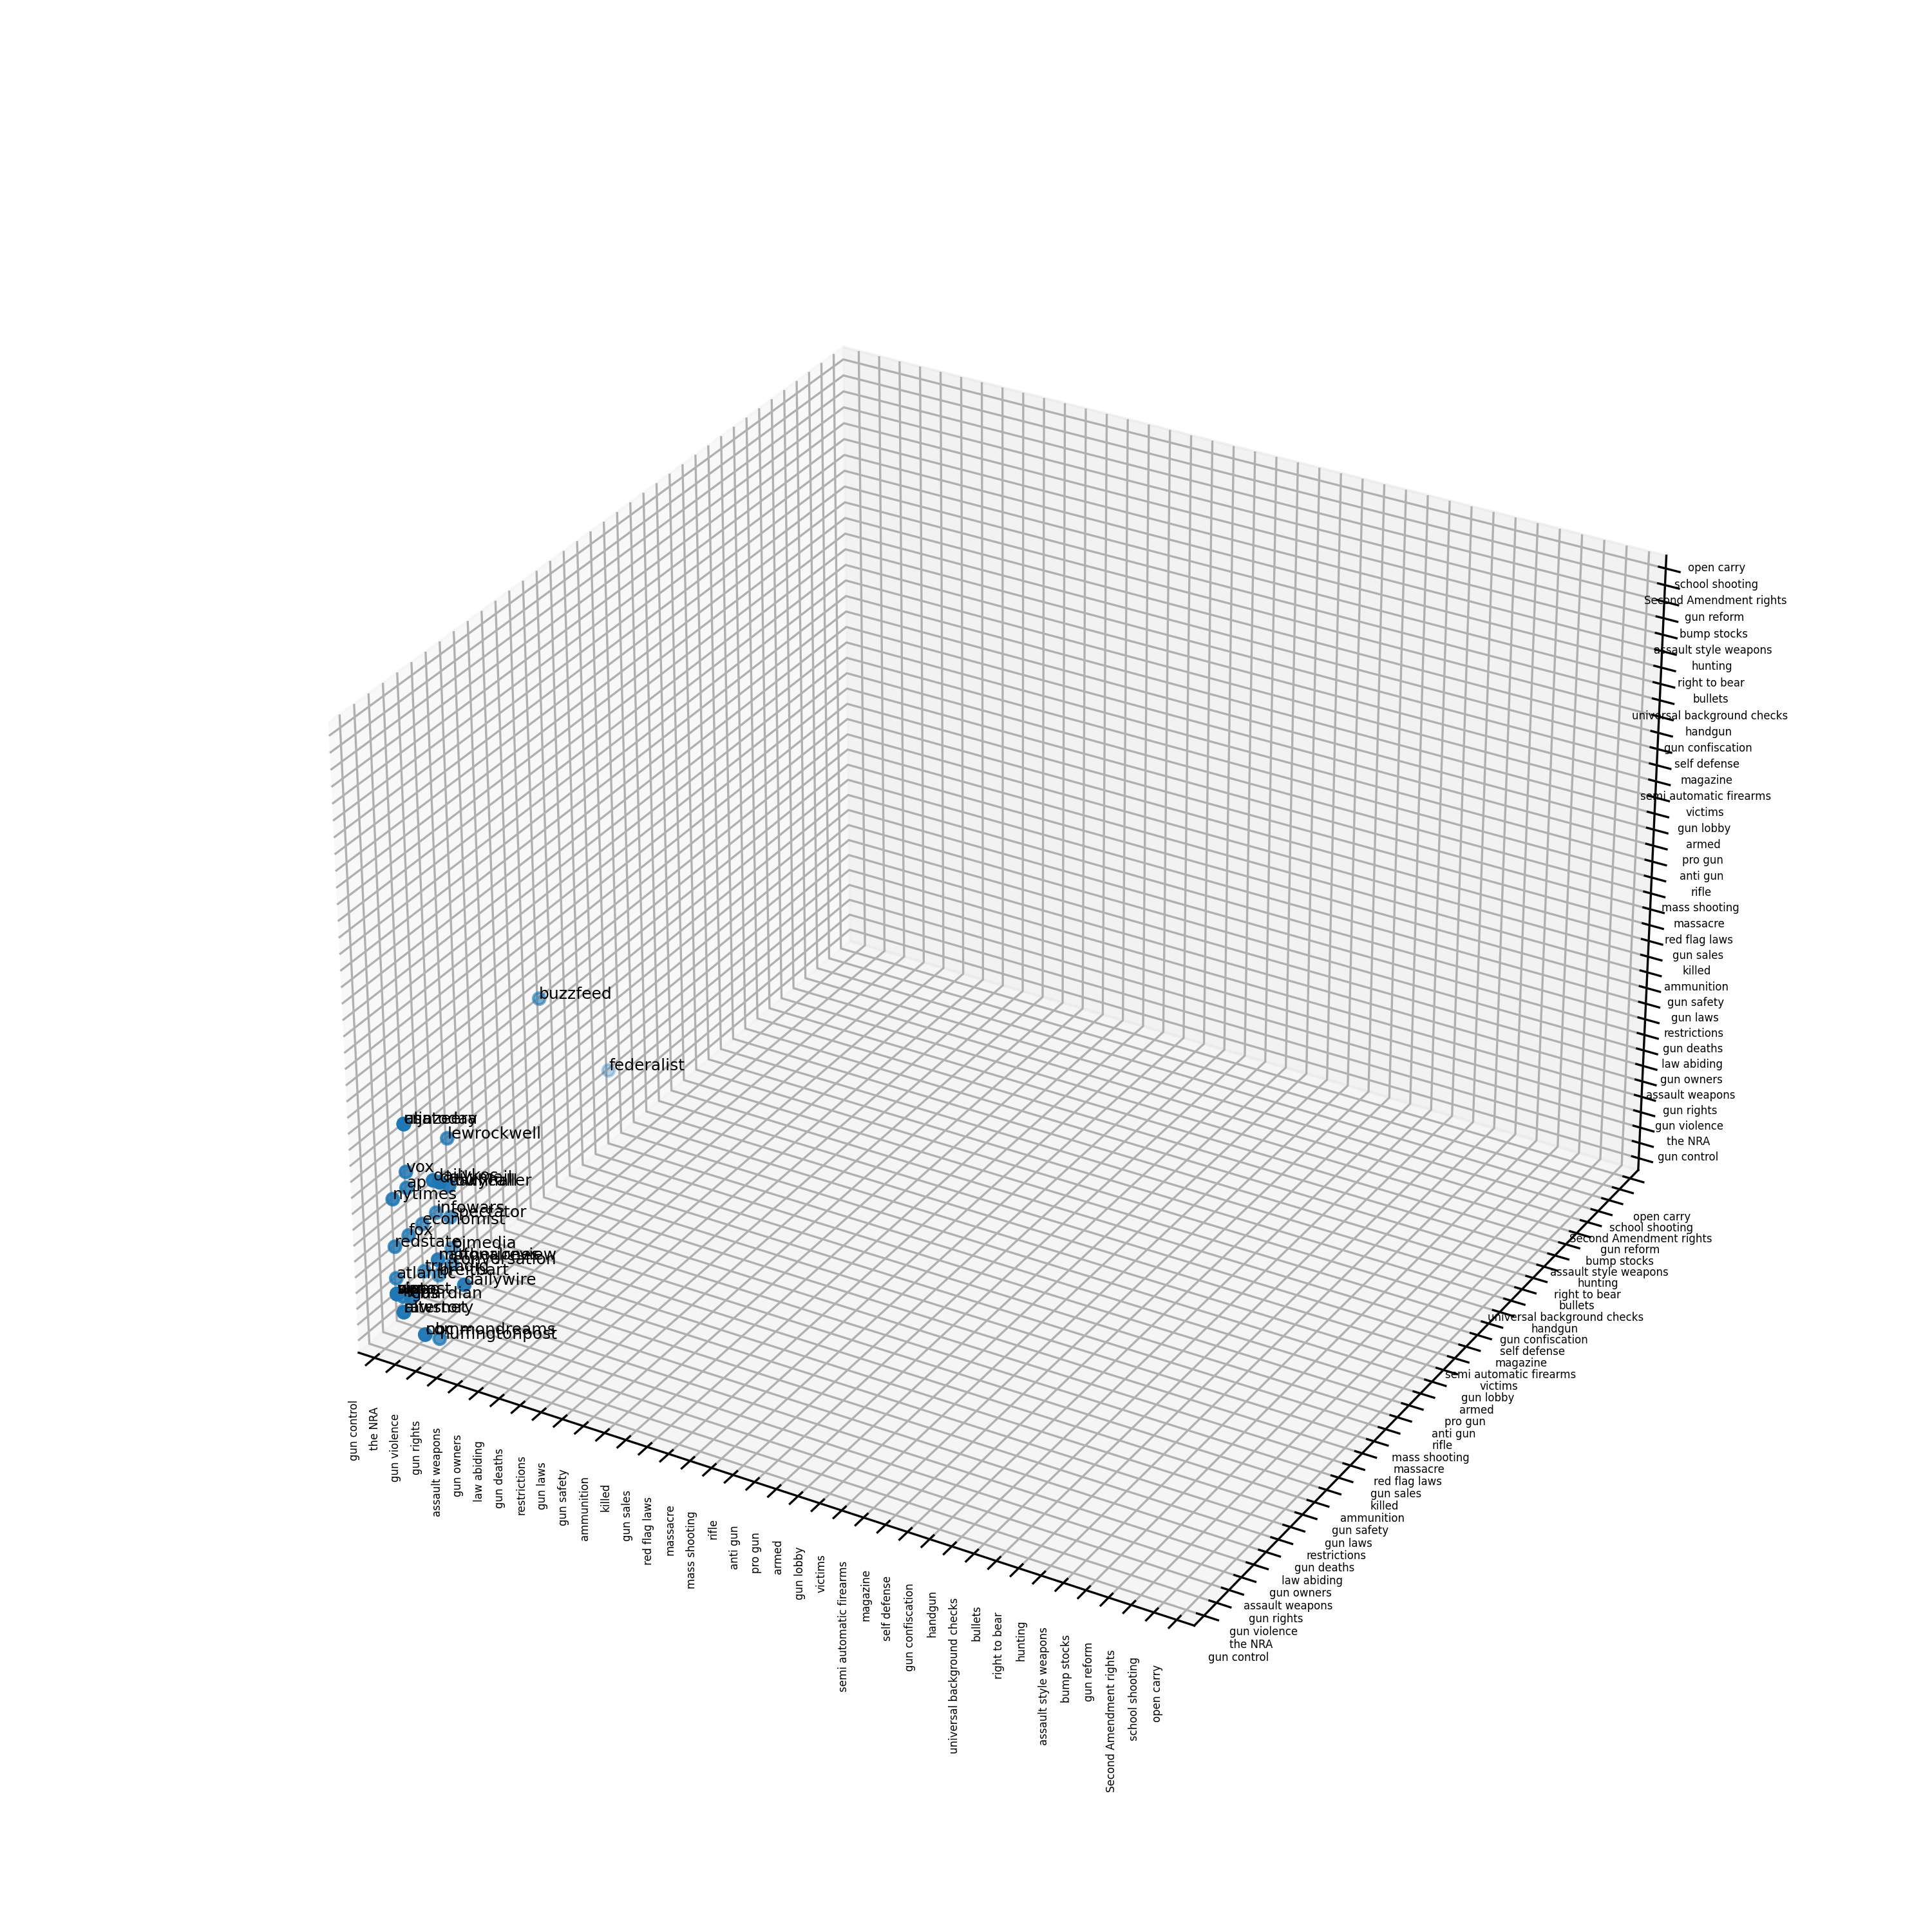 open carry
school shooting
Second Amendment rights
gun reform
bump stocks
assault style weapons
hunting
right to bear
bullets
universal background checks
handgun
gun confiscation
self defense
magazine
semi automatic firearms
victims
gun lobby
armed
pro gun
anti gun
rifle
mass shooting
massacre
red flag laws
gun sales
killed
ammunition
gun safety
gun laws
restrictions
gun deaths
law abiding
gun owners
assault weapons
gun rights
gun violence
the NRA
gun control
buzzfeed
federalist
lewrockwell
vox
ap
nytimes
infowars
spectator
economist
fox
redstate
pjmedia
atlantic
dailywire
commondreams
huffingtonpost
open carry
school shooting
Second Amendment rights
gun reform
bump stocks
assault style weapons
hunting
right to bear
bullets
universal background checks
handgun
gun confiscation
self defense
magazine
semi automatic firearms
victims
gun lobby
armed
pro gun
anti gun
rifle
mass shooting
massacre
red flag laws
gun sales
killed
ammunition
gun safety
gun laws
restrictions
gun deaths
law abiding
gun owners
assault weapons
gun rights
gun violence
the NRA
gun control
gun control
the NRA
gun violence
gun rights
assault weapons
gun owners
law abiding
gun deaths
restrictions
gun laws
gun safety
ammunition
killed
gun sales
red flag laws
massacre
mass shooting
rifle
anti gun
pro gun
armed
gun lobby
victims
semi automatic firearms
magazine
self defense
gun confiscation
handgun
universal background checks
bullets
right to bear
hunting
assault style weapons
bump stocks
gun reform
Second Amendment rights
school shooting
open carry